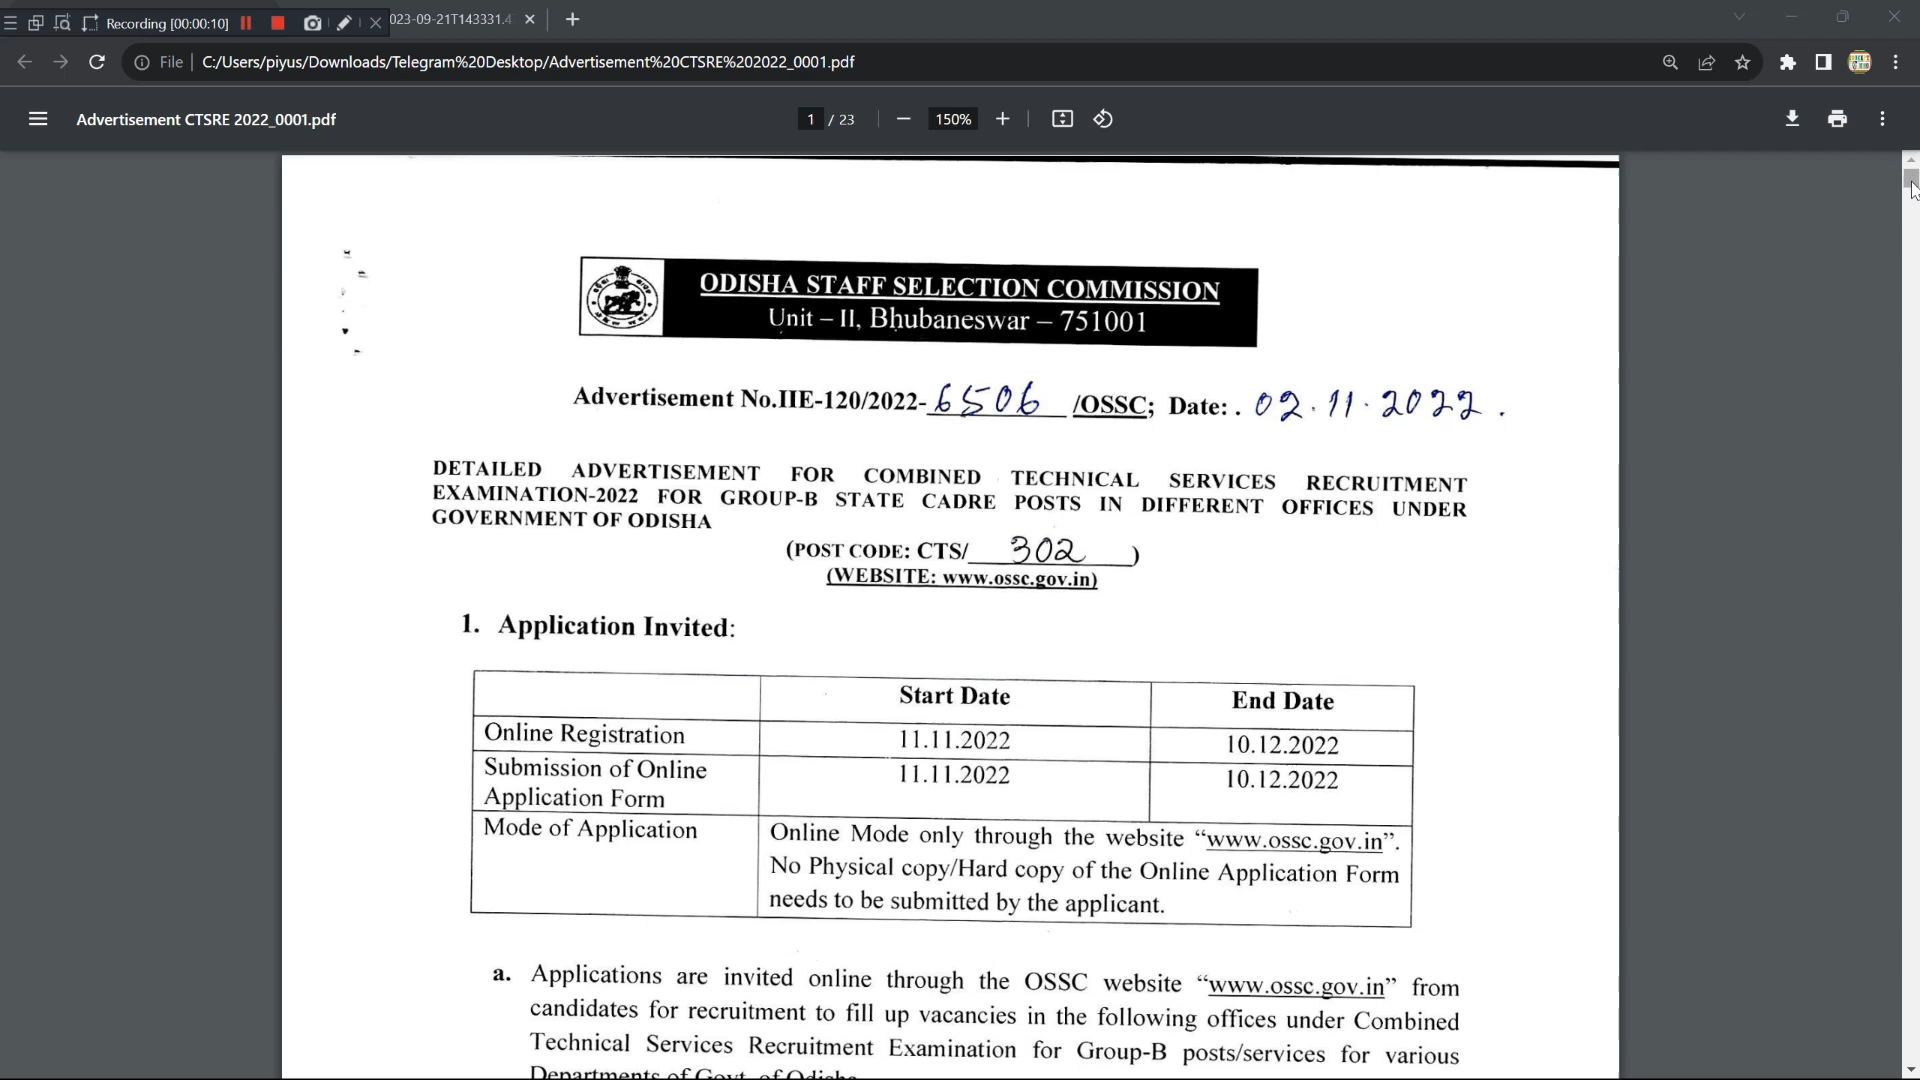 Recording [00:00:10]
023-09-21T143331.4
File C:/Users/piyus/Downloads/Telegram%20Desktop/Advertisement%20CTSRE%202022_0001.pdf
Advertisement CTSRE 2022_0001.pdf
1 / 23
150%
ODISHA STAFF SELECTION COMMISSION
Unit – II, Bhubaneswar – 751001
Advertisement No.IIE-120/2022-6506 /OSSC; Date: . 02.11.2022.
DETAILED ADVERTISEMENT FOR COMBINED TECHNICAL SERVICES RECRUITMENT
EXAMINATION-2022 FOR GROUP-B STATE CADRE POSTS IN DIFFERENT OFFICES UNDER
GOVERNMENT OF ODISHA
(POST CODE: CTS/ 302 )
(WEBSITE: www.ossc.gov.in)
1. Application Invited:
Start Date End Date
Online Registration 11.11.2022 10.12.2022
Submission of Online 11.11.2022 10.12.2022
Application Form
Mode of Application Online Mode only through the website “www.ossc.gov.in”.
No Physical copy/Hard copy of the Online Application Form
needs to be submitted by the applicant.
a. Applications are invited online through the OSSC website “www.ossc.gov.in” from
candidates for recruitment to fill up vacancies in the following offices under Combined
Technical Services Recruitment Examination for Group-B posts/services for various
Departments of Govt. of Odisha